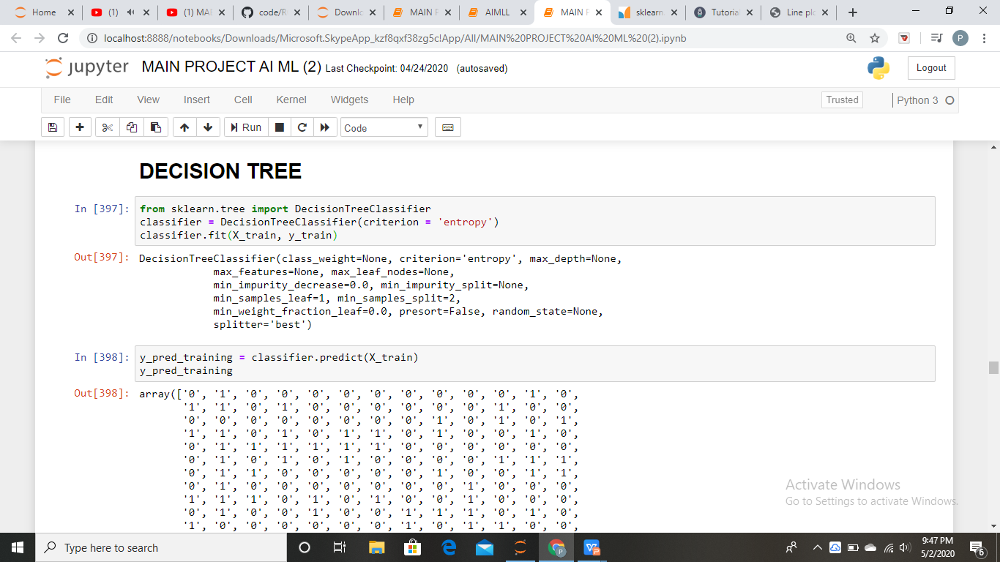 Home
(1)
(1) MAI
code/R
Downlo
MAIN P
AIMLL
MAIN P
sklearn
Tutorial
Line plo
localhost:8888/notebooks/Downloads/Microsoft.SkypeApp_kzf8qxf38zg5c!App/All/MAIN%20PROJECT%20AI%20ML%20(2).ipynb
P
jupyter MAIN PROJECT AI ML (2) Last Checkpoint: 04/24/2020 (autosaved)
Logout
File Edit View Insert Cell Kernel Widgets Help
Trusted
Python 3
Run
Code
DECISION TREE
In [397]: from sklearn.tree import DecisionTreeClassifier
classifier = DecisionTreeClassifier(criterion = 'entropy')
classifier.fit(X_train, y_train)
Out[397]: DecisionTreeClassifier(class_weight=None, criterion='entropy', max_depth=None,
max_features=None, max_leaf_nodes=None,
min_impurity_decrease=0.0, min_impurity_split=None,
min_samples_leaf=1, min_samples_split=2,
min_weight_fraction_leaf=0.0, presort=False, random_state=None,
splitter='best')
In [398]: y_pred_training = classifier.predict(X_train)
y_pred_training
Out[398]: array(['0', '1', '0', '0', '0', '0', '0', '0', '0', '0', '0', '1', '0',
'1', '1', '0', '1', '0', '0', '0', '0', '0', '0', '1', '0', '0',
'0', '0', '0', '0', '0', '0', '0', '0', '1', '0', '1', '0', '1',
'1', '1', '0', '1', '0', '1', '1', '0', '1', '0', '0', '1', '0',
'0', '1', '1', '1', '1', '1', '1', '0', '0', '0', '0', '0', '0',
'0', '1', '0', '1', '0', '1', '0', '0', '0', '0', '1', '1', '1',
'0', '1', '1', '0', '0', '0', '0', '0', '1', '0', '0', '1', '1',
'0', '1', '0', '0', '0', '0', '0', '0', '0', '1', '0', '0', '0',
'1', '1', '1', '0', '1', '0', '1', '0', '0', '1', '0', '0', '0',
'0', '1', '0', '0', '1', '0', '0', '1', '1', '1', '0', '1', '0',
'1', '0', '0', '0', '0', '0', '0', '1', '0', '1', '1', '0', '0',
Activate Windows
Go to Settings to activate Windows.
Type here to search
P
9:47 PM
5/2/2020
6